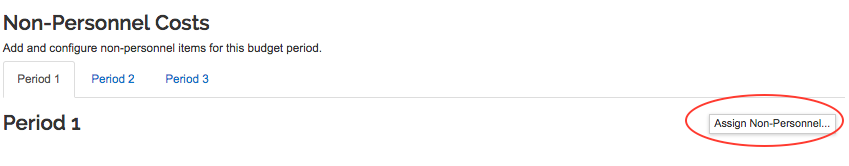 Non-Personnel Costs
Add and configure non-personnel items for this budget period.
Period 1 Period 2 Period 3
Period 1 Assign Non-Personnel...